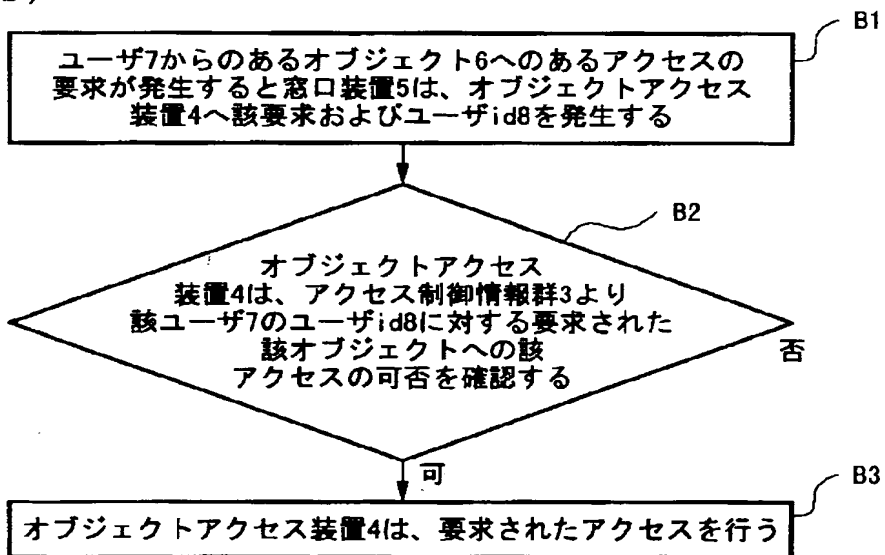 B1
ユーザ7からのあるオブジェクト6へのあるアクセスの
要求が発生すると窓口装置5は、オブジェクトアクセス
装置4へ該要求およびユーザid8を発生する
B2
オブジェクトアクセス
装置4は、アクセス制御情報群3より
該ユーザ7のユーザid8に対する要求された
該オブジェクトへの該
アクセスの可否を確認する
否
可
B3
オブジェクトアクセス装置4は、要求されたアクセスを行う